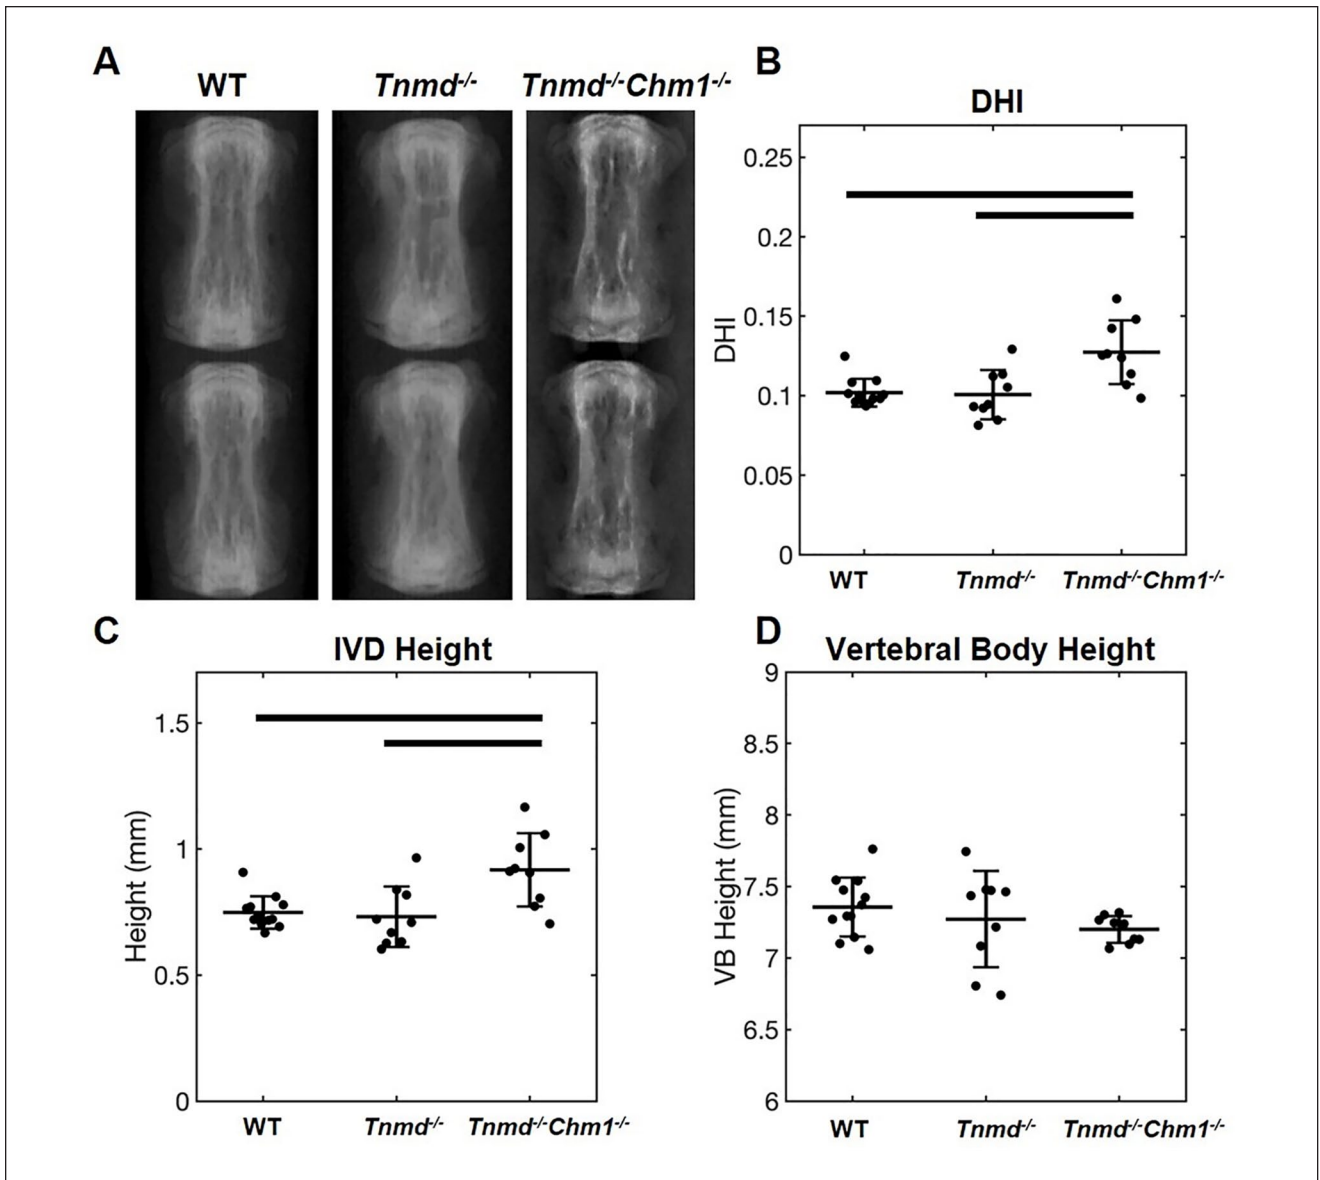 A
WT
Tnmd-/-
Tnmd-/-Chm1-/-
B
DHI
0.25
0.2
0.15
0.1
0.05
0
DHI
WT
Tnmd-/-
Tnmd-/-Chm1-/-
C
IVD Height
1.5
1
0.5
0
Height (mm)
WT
Tnmd-/-
Tnmd-/-Chm1-/-
D
Vertebral Body Height
9
8.5
8
7.5
7
6.5
6
VB Height (mm)
WT
Tnmd-/-
Tnmd-/-Chm1-/-